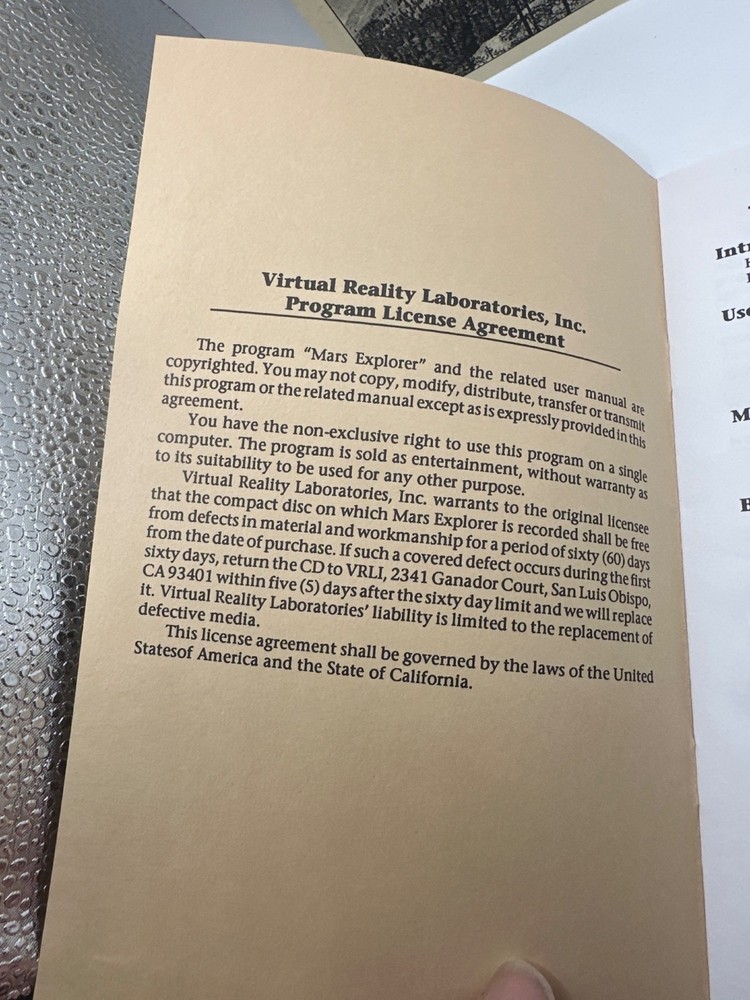 Virtual Reality Laboratories, Inc.
Program License Agreement
The program "Mars Explorer" and the related user manual are
copyrighted. You may not copy, modify, distribute, transfer or transmit
this program or the related manual except as is expressly provided in this
agreement.
You have the non-exclusive right to use this program on a single
computer. The program is sold as entertainment, without warranty as
to its suitability to be used for any other purpose.
Virtual Reality Laboratories, Inc. warrants to the original licensee
that the compact disc on which Mars Explorer is recorded shall be free
from defects in material and workmanship for a period of sixty (60) days
from the date of purchase. If such a covered defect occurs during the first
sixty days, return the CD to VRLI, 2341 Ganador Court, San Luis Obispo,
CA 93401 within five (5) days after the sixty day limit and we will replace
it. Virtual Reality Laboratories' liability is limited to the replacement of
defective media.
This license agreement shall be governed by the laws of the United
Statesof America and the State of California.